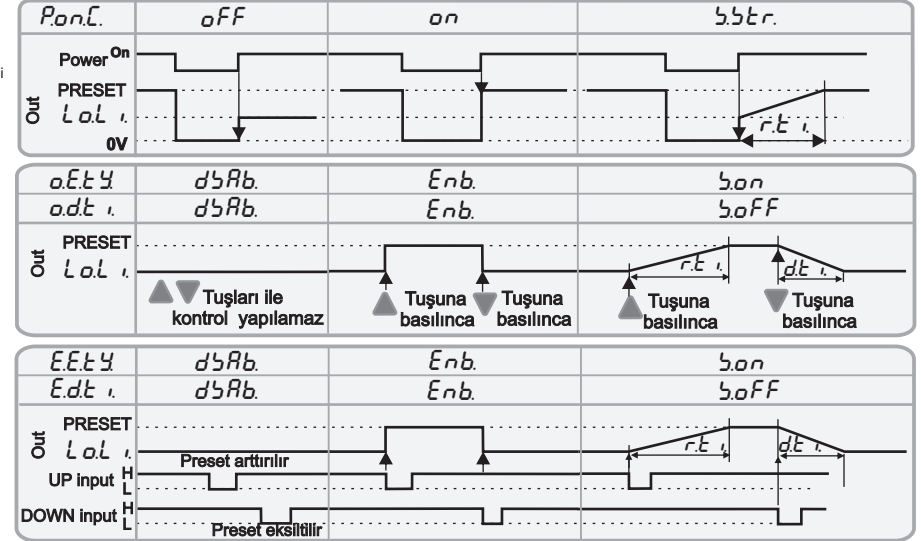 P.on.C. oFF on S.Str.
i
Power On
PRESET
Out
Lo.L i.
r.t i.
0V
o.E.t Y. dSAb. Enb. S.on
o.d.t i. dSAb. Enb. S.oFF
PRESET
Out
Lo.L i.
r.t i. d.t i.
Tuşları ile Tuşuna Tuşuna Tuşuna Tuşuna
kontrol yapılamaz basılınca basılınca basılınca basılınca
E.E.t Y. dSAb. Enb. S.on
E.d.t i. dSAb. Enb. S.oFF
PRESET
Out
Lo.L i.
r.t i. d.t i.
Preset arttırılır
UP input H
L
DOWN input H
L
Preset eksiltilir